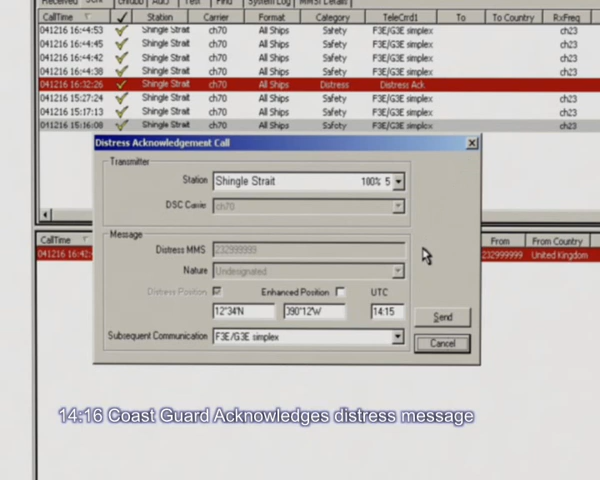 Received Sent Test Find System Log MMSI Details
CallTime Station Carrier Format Category TeleCmd1 To To Country RxFreq
041216 16:44:53 Shingle Strait ch70 All Ships Safety F3E/G3E simplex ch23
041216 16:44:45 Shingle Strait ch70 All Ships Safety F3E/G3E simplex ch23
041216 16:44:42 Shingle Strait ch70 All Ships Safety F3E/G3E simplex ch23
041216 16:44:38 Shingle Strait ch70 All Ships Safety F3E/G3E simplex ch23
041216 16:32:26 Shingle Strait ch70 All Ships Distress Distress Ack
041216 15:27:24 Shingle Strait ch70 All Ships Safety F3E/G3E simplex ch23
041216 15:17:13 Shingle Strait ch70 All Ships Safety F3E/G3E simplex ch23
041216 15:16:08 Shingle Strait ch70 All Ships Safety F3E/G3E simplex ch23
Distress Acknowledgement Call
Transmitter
Station Shingle Strait 100% 5
DSC Carrier ch70
Message
CallTime From From Country
041216 16:42: 232999999 United Kingdom
Distress MMS 232999999
Nature Undesignated
Distress Position Enhanced Position UTC
12°34'N 390°12'W 14:15
Send
Subsequent Communication F3E/G3E simplex
Cancel
14:16 Coast Guard Acknowledges distress message